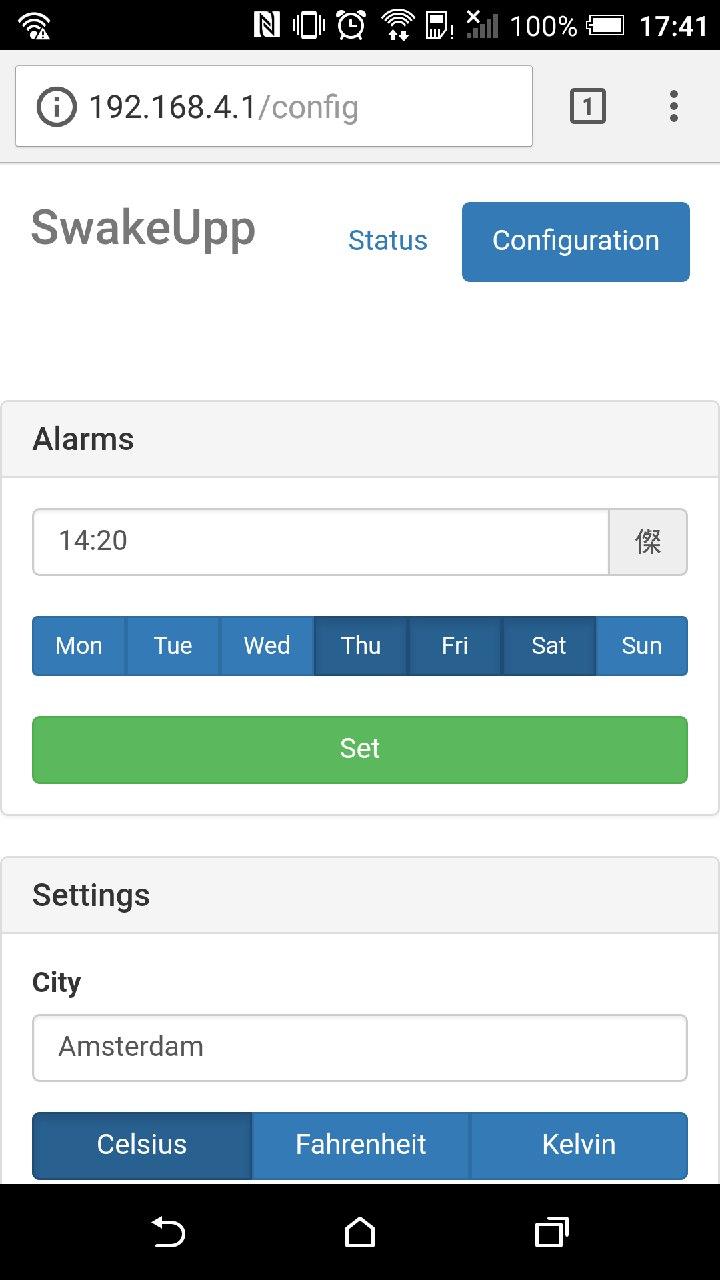 100% 17:41
192.168.4.1/config 1
SwakeUpp Status Configuration
Alarms
14:20 傑
Mon Tue Wed Thu Fri Sat Sun
Set
Settings
City
Amsterdam
Celsius Fahrenheit Kelvin